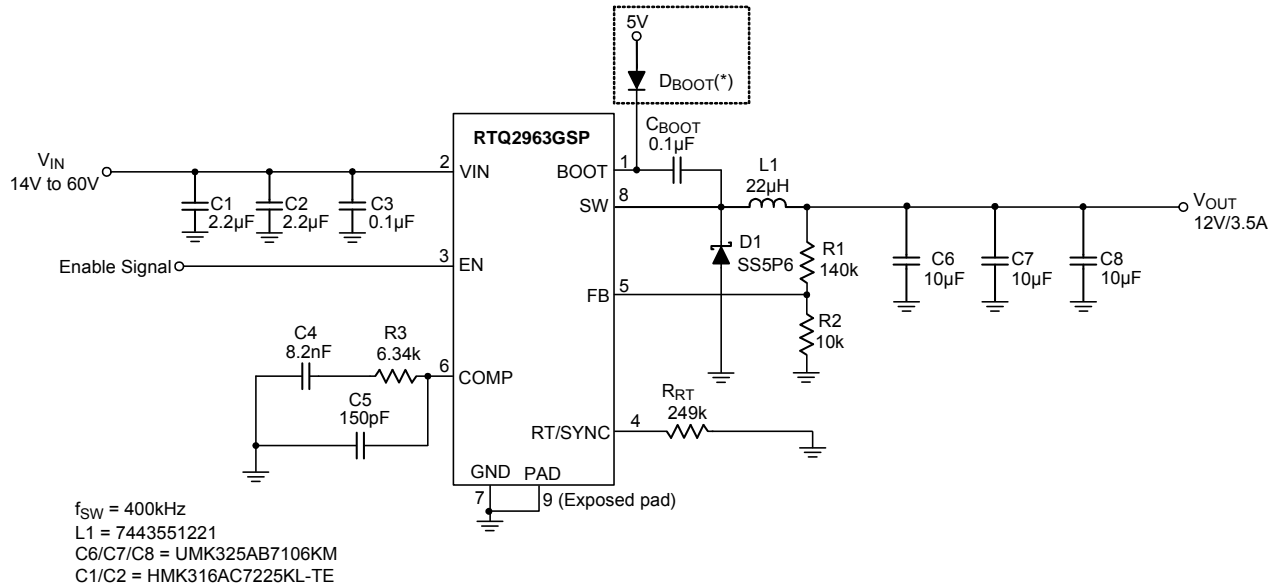 5V
DBOOT(*)
RTQ2963GSP
CBOOT
0.1µF
VIN
14V to 60V
2
VIN
BOOT
1
L1
22µH
SW
8
VOUT
12V/3.5A
C1
2.2µF
C2
2.2µF
C3
0.1µF
D1
SS5P6
R1
140k
C6
10µF
C7
10µF
C8
10µF
Enable Signal
3
EN
FB
5
R2
10k
C4
8.2nF
R3
6.34k
6
COMP
C5
150pF
RRT
249k
RT/SYNC
4
GND
PAD
7
9 (Exposed pad)
fSW = 400kHz
L1 = 7443551221
C6/C7/C8 = UMK325AB7106KM
C1/C2 = HMK316AC7225KL-TE